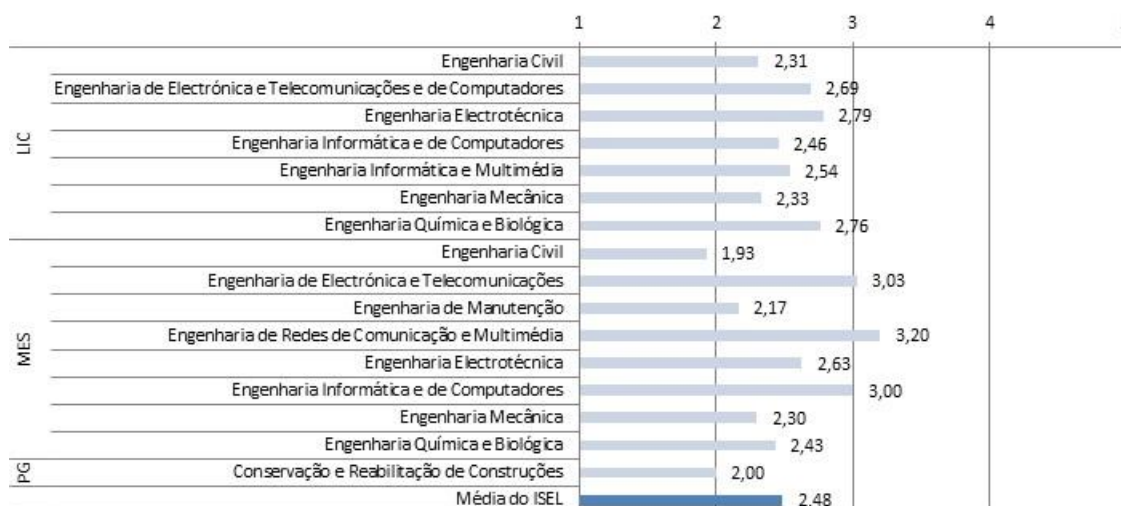 1 2 3 4
LIC
Engenharia Civil 2,31
Engenharia de Electrónica e Telecomunicações e de Computadores 2,69
Engenharia Electrotécnica 2,79
Engenharia Informática e de Computadores 2,46
Engenharia Informática e Multimédia 2,54
Engenharia Mecânica 2,33
Engenharia Química e Biológica 2,76
MES
Engenharia Civil 1,93
Engenharia de Electrónica e Telecomunicações 3,03
Engenharia de Manutenção 2,17
Engenharia de Redes de Comunicação e Multimédia 3,20
Engenharia Electrotécnica 2,63
Engenharia Informática e de Computadores 3,00
Engenharia Mecânica 2,30
Engenharia Química e Biológica 2,43
PG
Conservação e Reabilitação de Construções 2,00
Média do ISEL 2,48